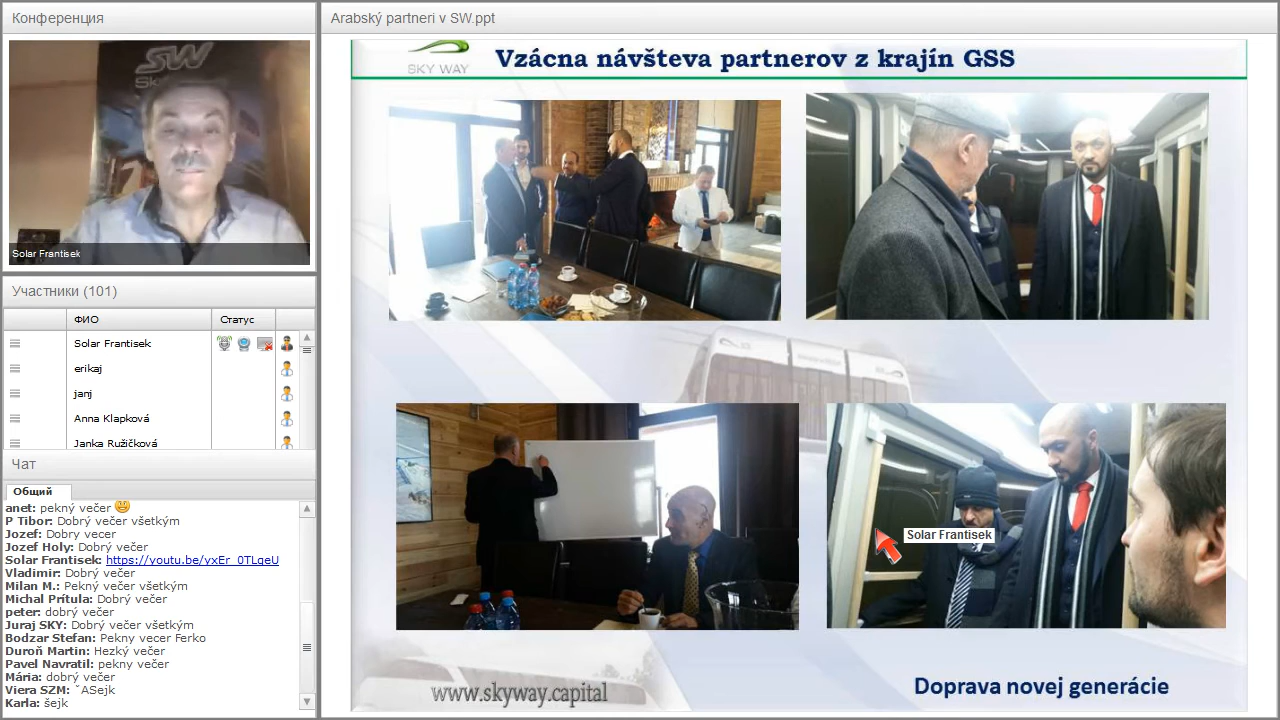 Конференция
SW
Sk
Solar Frantisek
Участники (101)
ФИО Статус
Solar Frantisek
erikaj
janj
Anna Klapková
Janka Ružičková
Чат
Общий
anet: pekný večer
P Tibor: Dobrý večer všetkým
Jozef: Dobry vecer
Jozef Holy: Dobrý večer
Solar Frantisek: https://youtu.be/yxEr_0TLqeU
Vladimir: Dobrý večer
Milan M.: Pekný večer všetkým
Michal Prítula: Dobrý večer
peter: dobrý večer
Juraj SKY: Dobrý večer všetkým
Bodzar Stefan: Pekny vecer Ferko
Duroň Martin: Hezký večer
Pavel Navratil: pekny večer
Mária: dobrý večer
Viera SZM: ˇASejk
Karla: šejk
Arabský partneri v SW.ppt
SKY WAY
Vzácna návšteva partnerov z krajín GSS
Solar Frantisek
www.skyway.capital
Doprava novej generácie